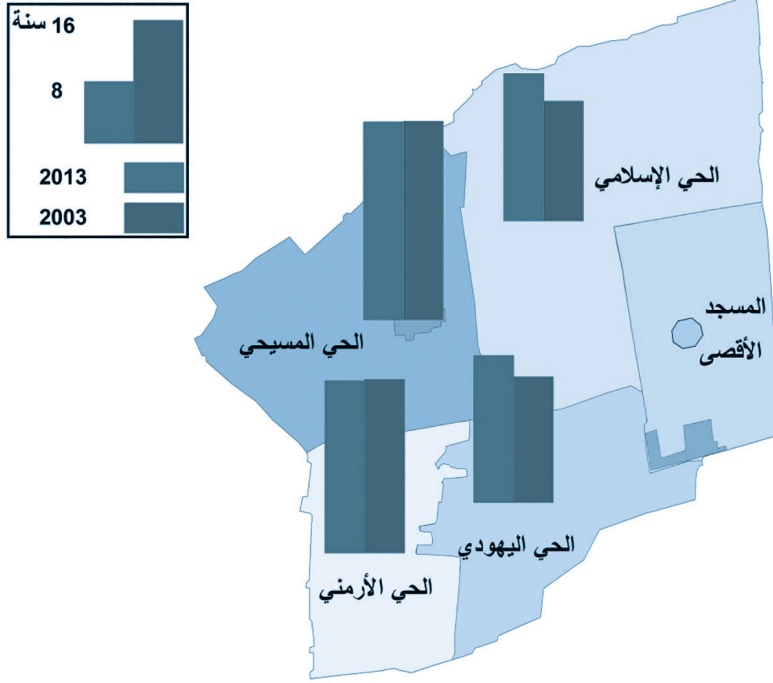 16 سنة
8
2013
2003
الحي الإسلامي
المسجد
الأقصى
الحي المسيحي
الحي اليهودي
الحي الأرمني